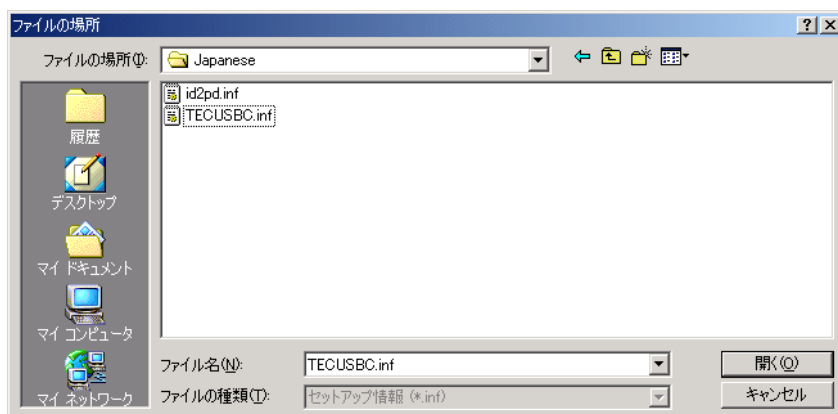 ファイルの場所
ファイルの場所(I):
Japanese
履歴
デスクトップ
マイ ドキュメント
マイ コンピュータ
マイ ネットワーク
id2pd.inf
TECUSBC.inf
ファイル名(N):
TECUSBC.inf
開く(O)
ファイルの種類(T):
セットアップ情報 (*.inf)
キャンセル